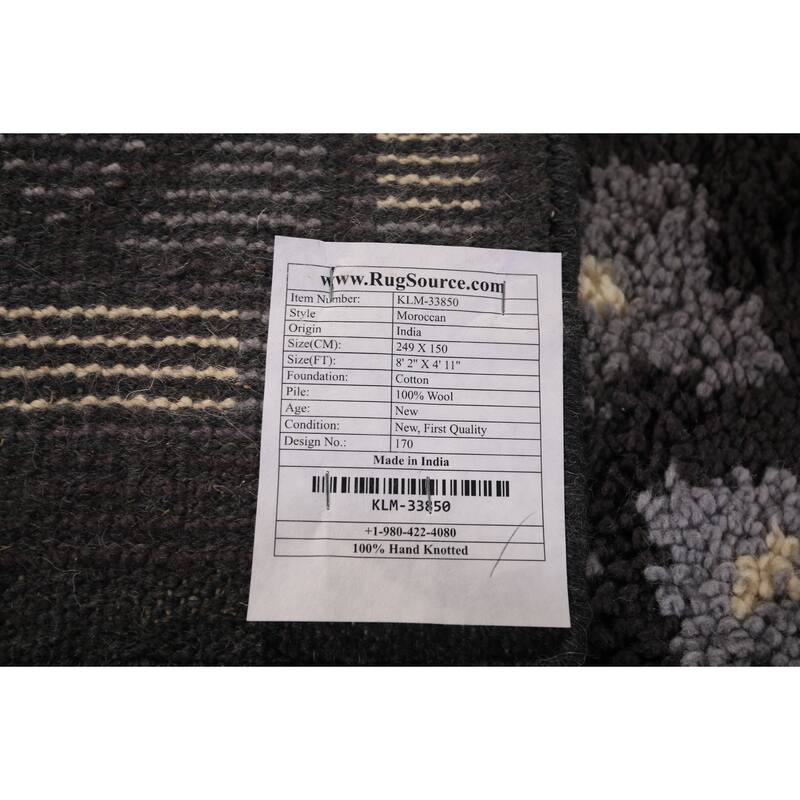 www.RugSource.com
Item Number: KLM-33850
Style Moroccan
Origin India
Size(CM): 249 X 150
Size(FT): 8' 2" X 4' 11"
Foundation: Cotton
Pile: 100% Wool
Age: New
Condition: New, First Quality
Design No.: 170
Made in India
KLM-33850
+1-980-422-4080
100% Hand Knotted